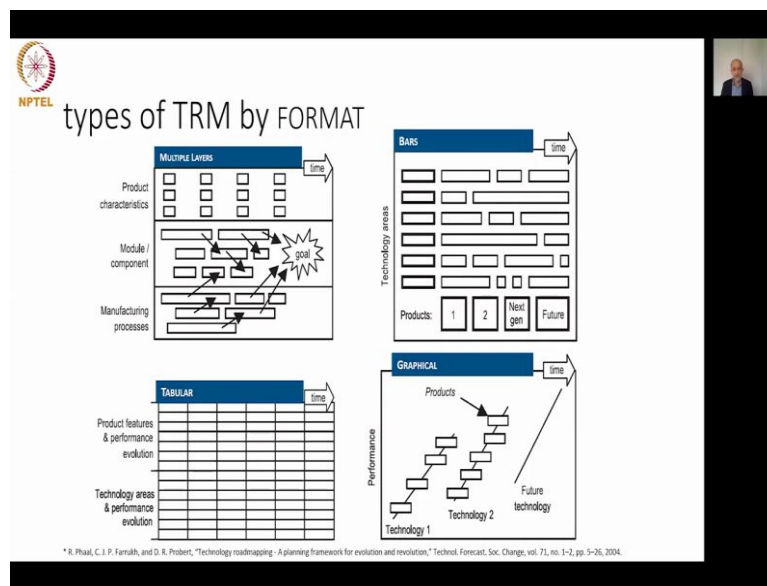 NPTEL
types of TRM by FORMAT
MULTIPLE LAYERS
time
Product
characteristics
Module /
component
goal
Manufacturing
processes
BARS
time
Technology areas
Products:
1
2
Next
gen
Future
TABULAR
time
Product features
& performance
evolution
Technology areas
& performance
evolution
GRAPHICAL
time
Products
Performance
Technology 1
Technology 2
Future
technology
* R. Phaal, C. J. P. Farrukh, and D. R. Probert, "Technology roadmapping - A planning framework for evolution and revolution," Technol. Forecast. Soc. Change, vol. 71, no. 1–2, pp. 5–26, 2004.